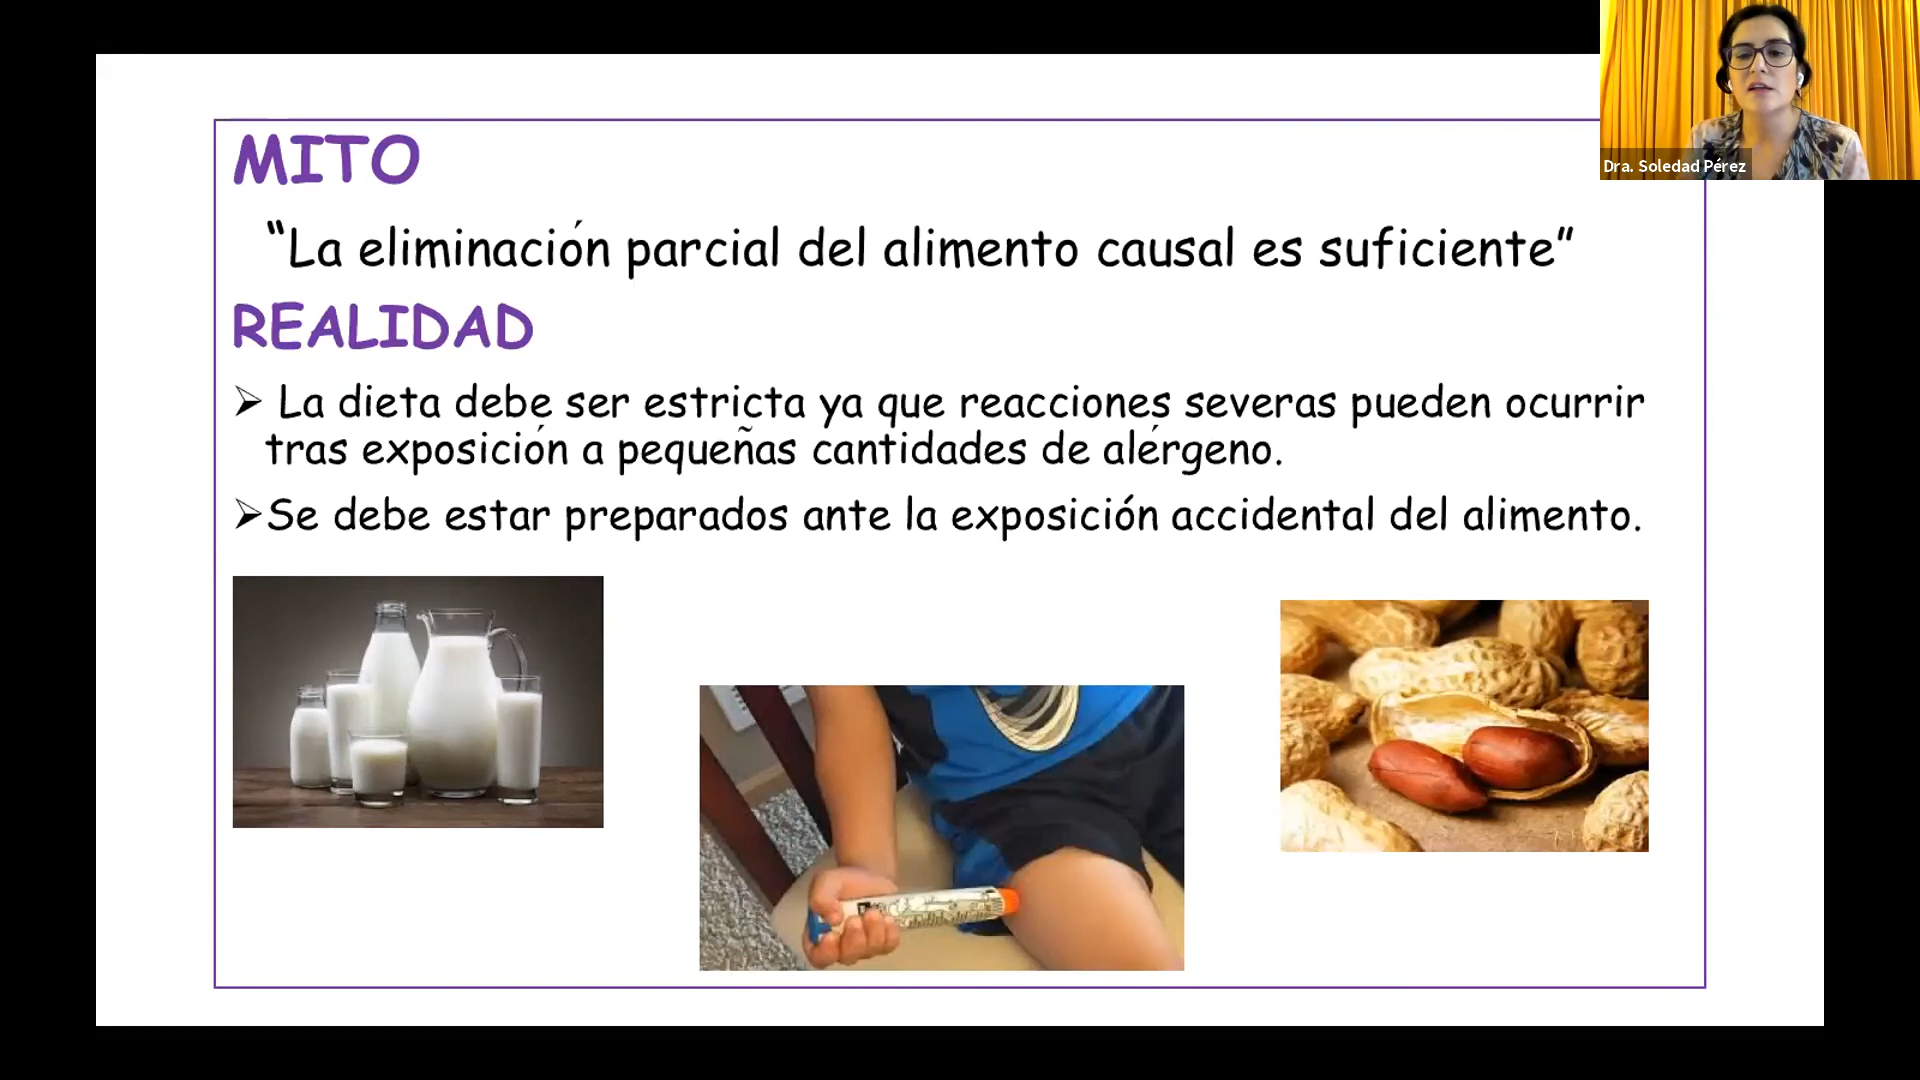 MITO
“La eliminación parcial del alimento causal es suficiente”
REALIDAD
➢ La dieta debe ser estricta ya que reacciones severas pueden ocurrir
tras exposición a pequeñas cantidades de alérgeno.
➢Se debe estar preparados ante la exposición accidental del alimento.
Dra. Soledad Pérez